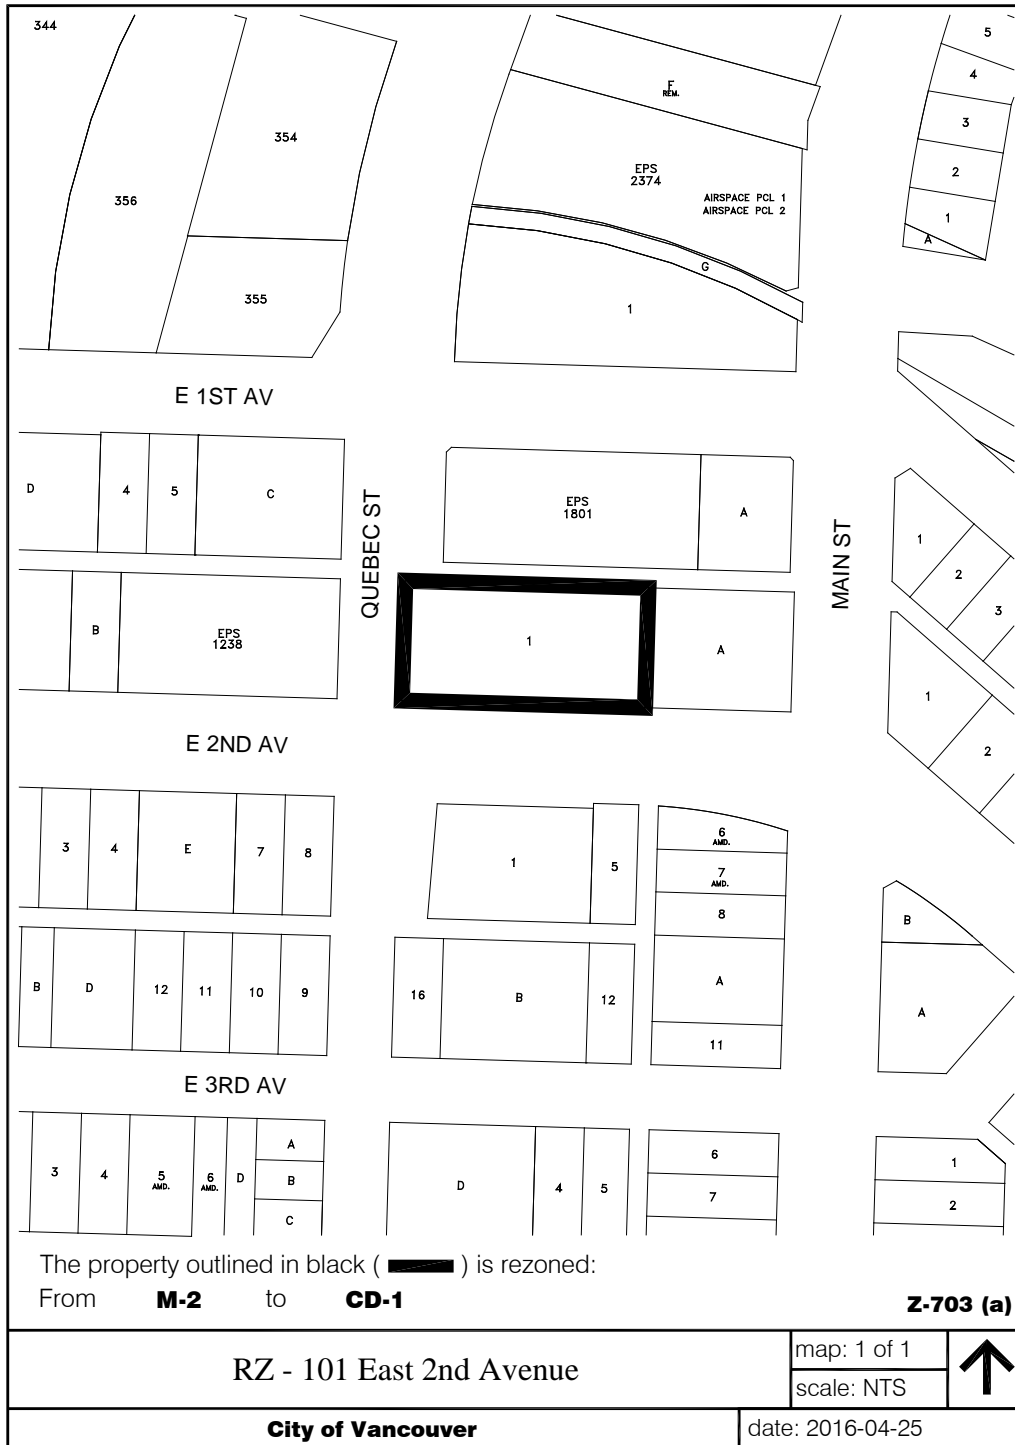 344
5
4
F
REM.
354
3
EPS
2374
2
356
AIRSPACE PCL 1
AIRSPACE PCL 2
1
A
G
355
1
E 1ST AV
D
4
5
C
QUEBEC ST
EPS
1801
A
MAIN ST
1
2
3
B
EPS
1238
1
A
1
2
E 2ND AV
3
4
E
7
8
1
5
6
AMD.
7
AMD.
8
B
B
D
12
11
10
9
16
B
12
A
A
11
E 3RD AV
3
4
5
AMD.
6
AMD.
D
A
B
C
D
4
5
6
7
1
2
The property outlined in black ( ) is rezoned:
From M-2 to CD-1
Z-703 (a)
RZ - 101 East 2nd Avenue
map: 1 of 1
scale: NTS
City of Vancouver
date: 2016-04-25